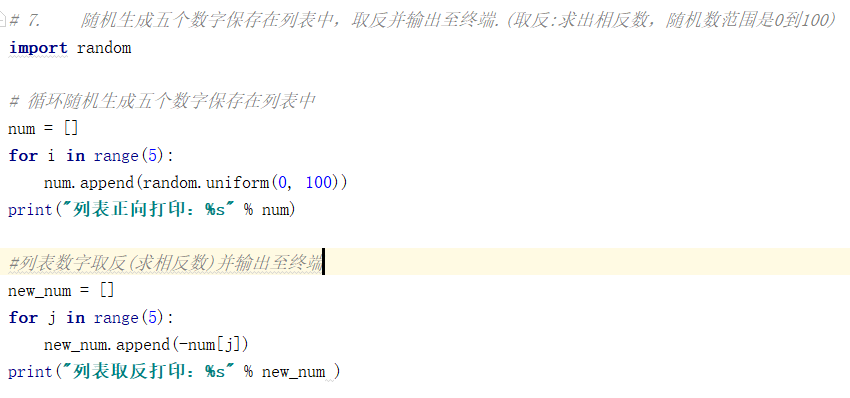 # 7.    随机生成五个数字保存在列表中，取反并输出至终端.(取反:求出相反数，随机数范围是0到100)
import random
# 循环随机生成五个数字保存在列表中
num = []
for i in range(5):
    num.append(random.uniform(0, 100))
print("列表正向打印：%s" % num)
#列表数字取反(求相反数)并输出至终端
new_num = []
for j in range(5):
    new_num.append(-num[j])
print("列表取反打印：%s" % new_num )